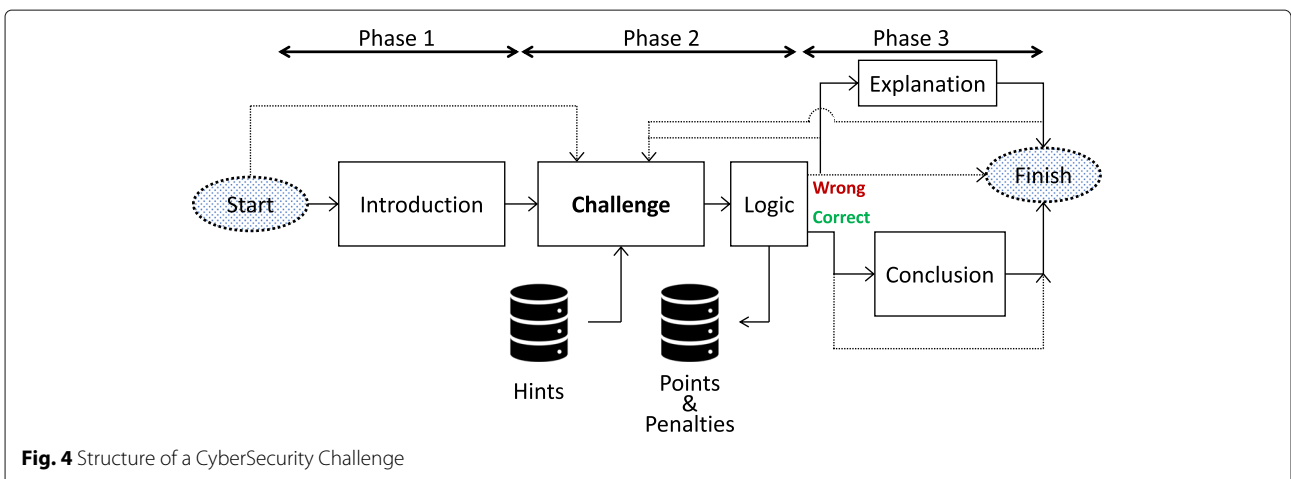 Phase 1
Phase 2
Phase 3
Explanation
Start
Introduction
Challenge
Logic
Wrong
Correct
Finish
Conclusion
Hints
Points
&
Penalties
Fig. 4 Structure of a CyberSecurity Challenge